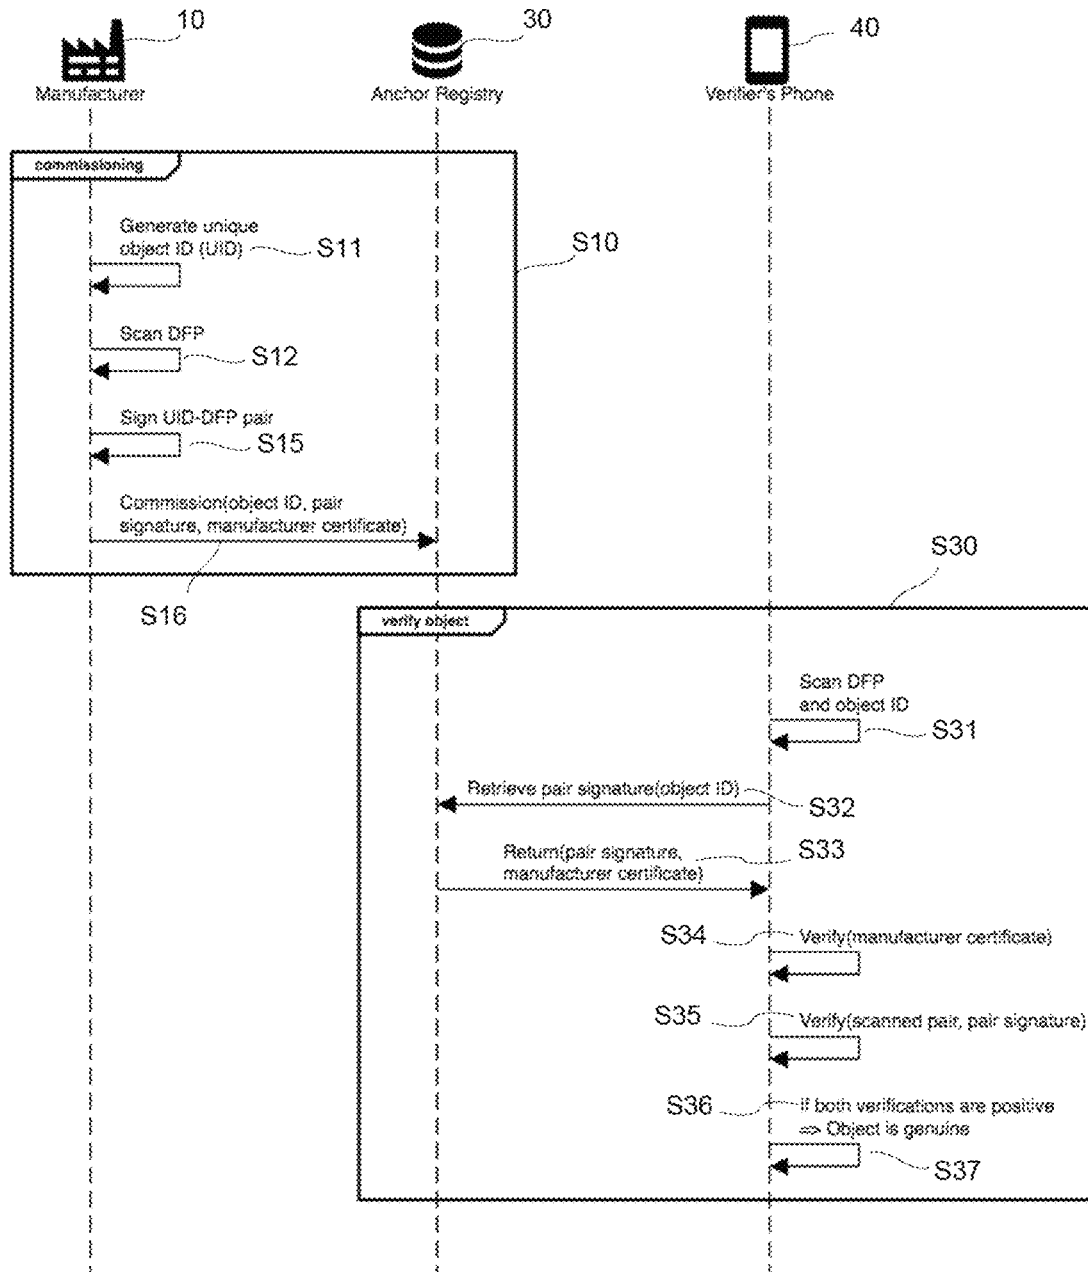 10
30
40
Manufacturer
Anchor Registry
Verifier's Phone
commissioning
Generate unique
object ID (UID)
S11
S10
Scan DFP
S12
Sign UID-DFP pair
S15
Commission(object ID, pair
signature, manufacturer certificate)
S16
S30
verify object
Scan DFP
and object ID
S31
Retrieve pair signature(object ID)
S32
Return(pair signature,
manufacturer certificate)
S33
S34
Verify(manufacturer certificate)
S35
Verify(scanned pair, pair signature)
S36
if both verifications are positive
=> Object is genuine
S37